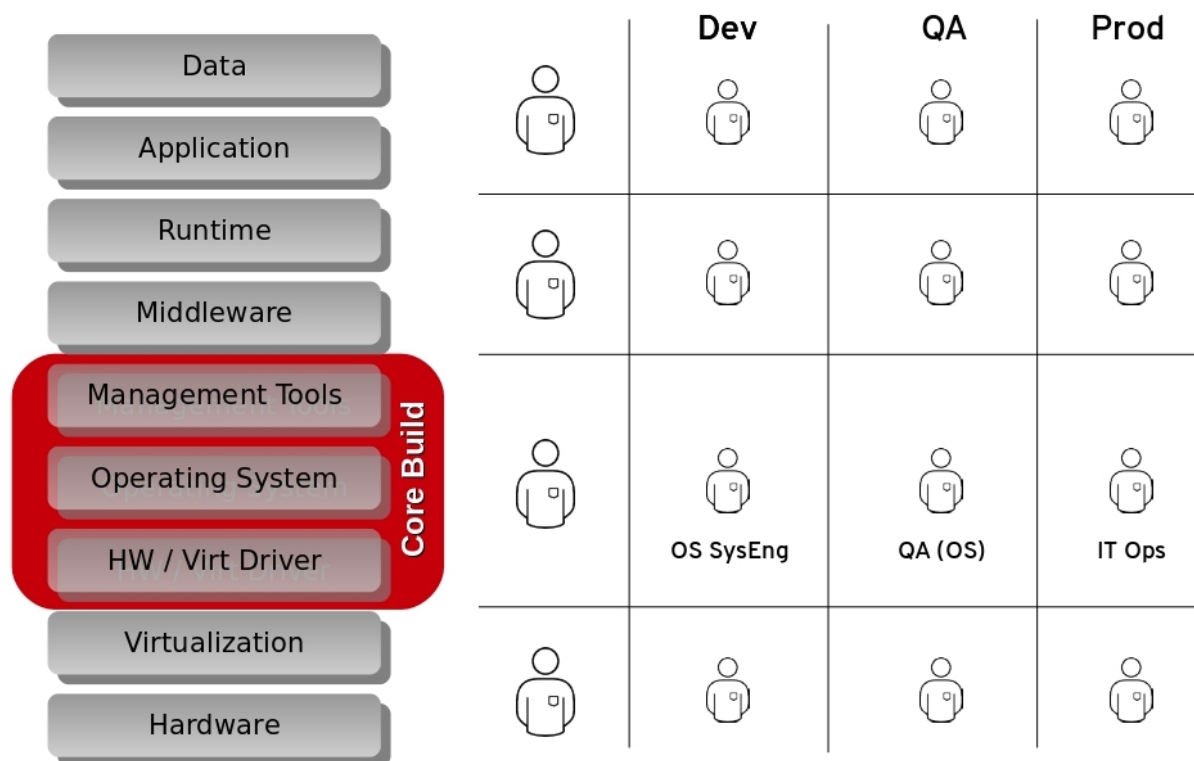 Dev
QA
Prod
Data
Application
Runtime
Middleware
Management Tools
Operating System
HW / Virt Driver
Core Build
OS SysEng
QA (OS)
IT Ops
Virtualization
Hardware